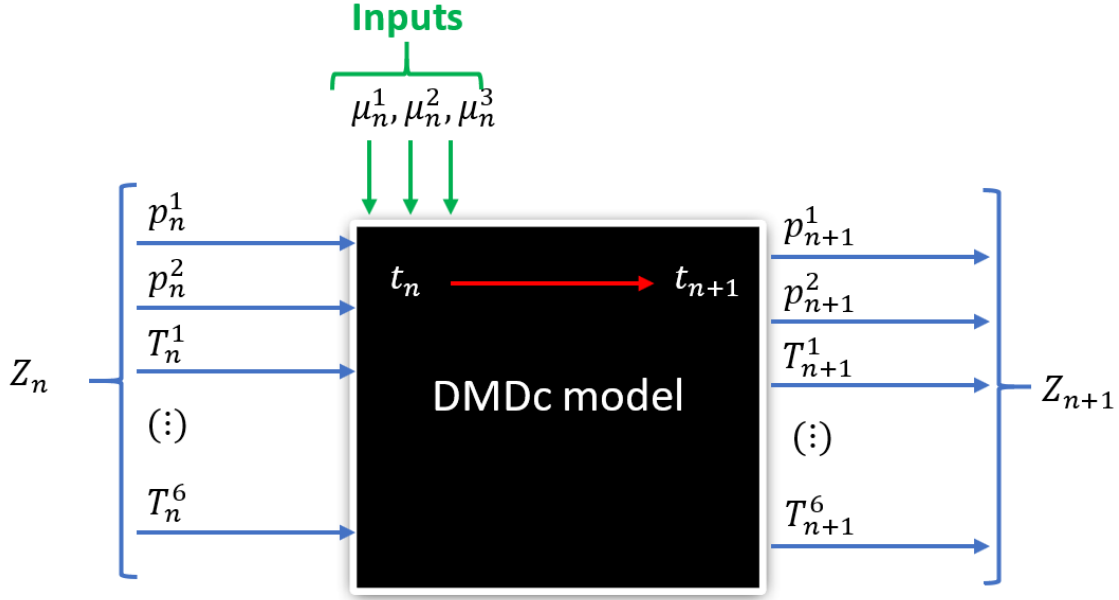 Inputs
μ_n^1, μ_n^2, μ_n^3
p_n^1
p_n^2
T_n^1
(⋮)
T_n^6
Z_n
t_n
t_{n+1}
DMDc model
p_{n+1}^1
p_{n+1}^2
T_{n+1}^1
(⋮)
T_{n+1}^6
Z_{n+1}